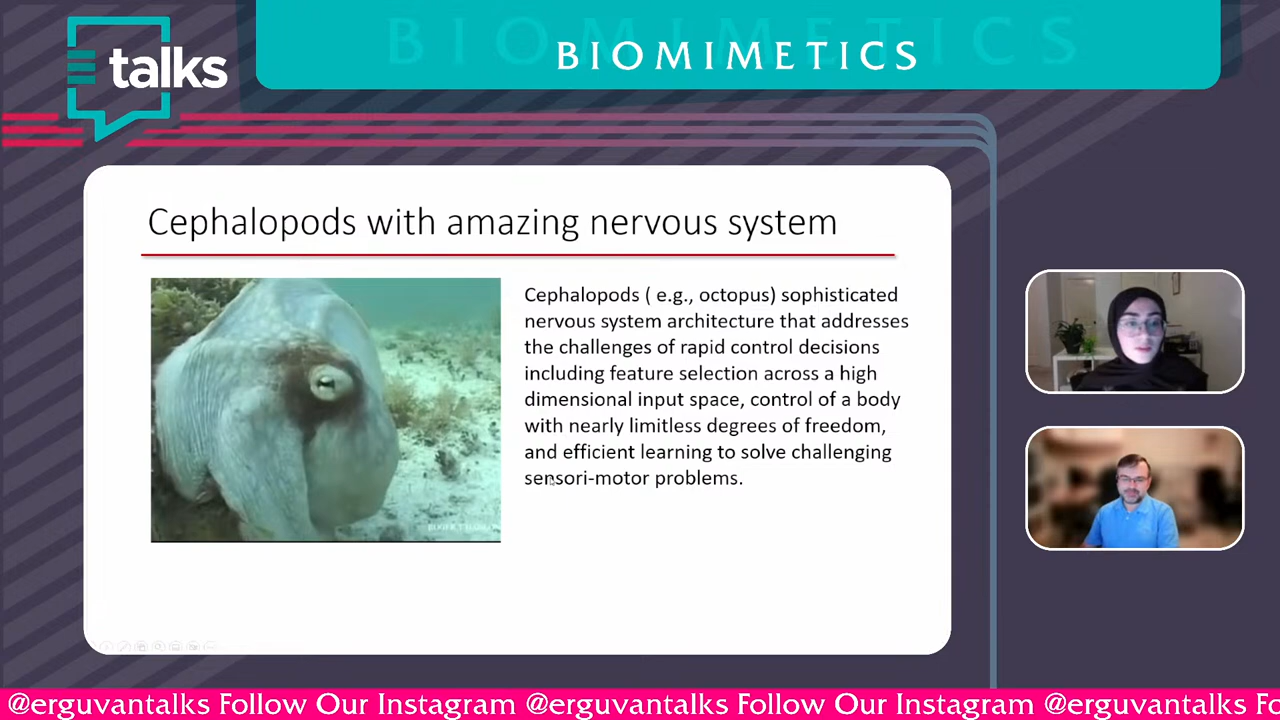 talks
BIOMIMETICS
BIOMIMETICS
Cephalopods with amazing nervous system
Cephalopods ( e.g., octopus) sophisticated
nervous system architecture that addresses
the challenges of rapid control decisions
including feature selection across a high
dimensional input space, control of a body
with nearly limitless degrees of freedom,
and efficient learning to solve challenging
sensori-motor problems.
@erguvantalks Follow Our Instagram @erguvantalks Follow Our Instagram @erguvantalks Fo